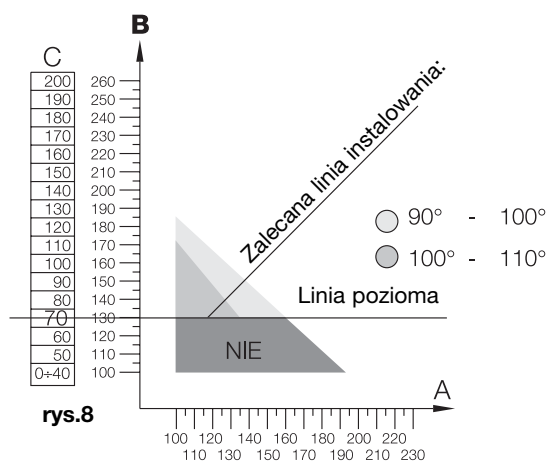 B
C
200 260
190 250
180 240
170 230
160 220
150 210
140 200
130 190
120 180
110 170
100 160
90 150
80 140
70 130
60 120
50 110
0÷40 100
Zalecana linia instalowania:
90° - 100°
100° - 110°
Linia pozioma
NIE
A
rys.8
100 120 140 160 180 200 220
110 130 150 170 190 210 230